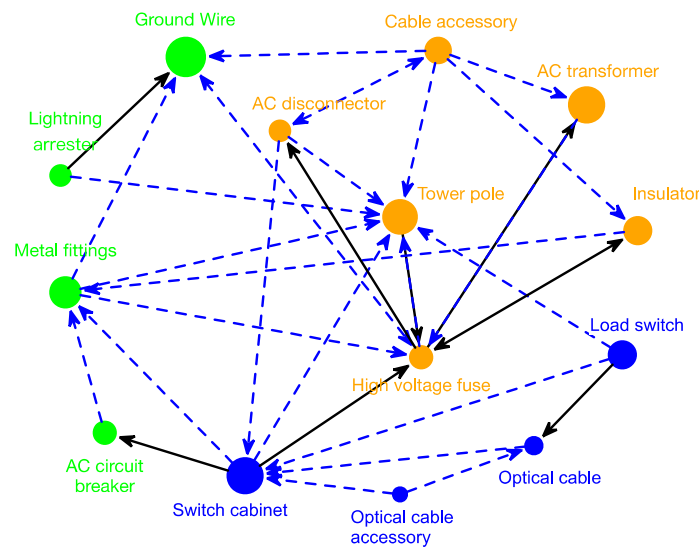 Ground Wire
Cable accessory
AC transformer
AC disconnector
Lightning
arrester
Tower pole
Insulator
Metal fittings
Load switch
High voltage fuse
AC circuit
breaker
Switch cabinet
Optical cable
Optical cable
accessory